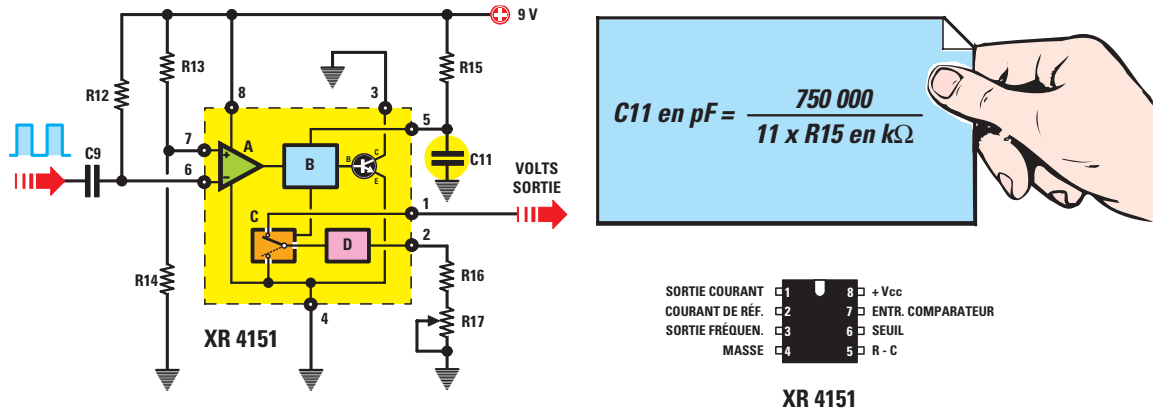 9 V
R13
R15
R12
8
3
5
7
A
B
B
C
E
C11
C9
6
VOLTS
SORTIE
1
C
D
2
R14
R16
R17
4
XR 4151
C11 en pF = 750 000
11 x R15 en kΩ
SORTIE COURANT 1 8 + Vcc
COURANT DE RÉF. 2 7 ENTR. COMPARATEUR
SORTIE FRÉQUEN. 3 6 SEUIL
MASSE 4 5 R - C
XR 4151